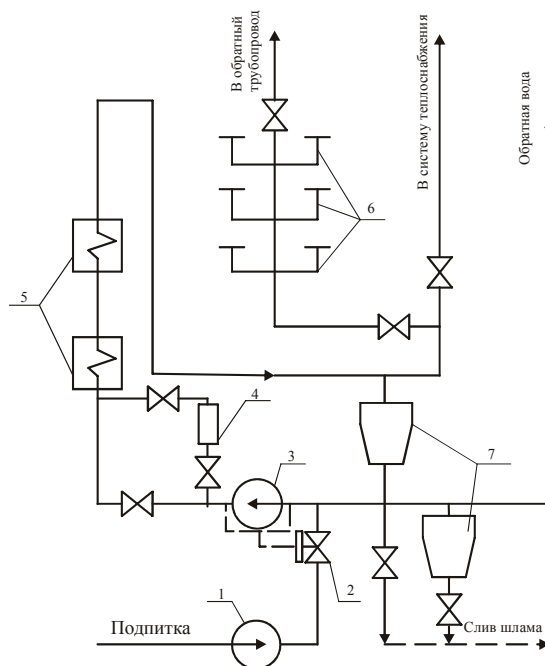 В обратный
трубопровод
В систему теплоснабжения
Обратная вода
6
5
4
3
7
2
1
Подпитка
Слив шлама